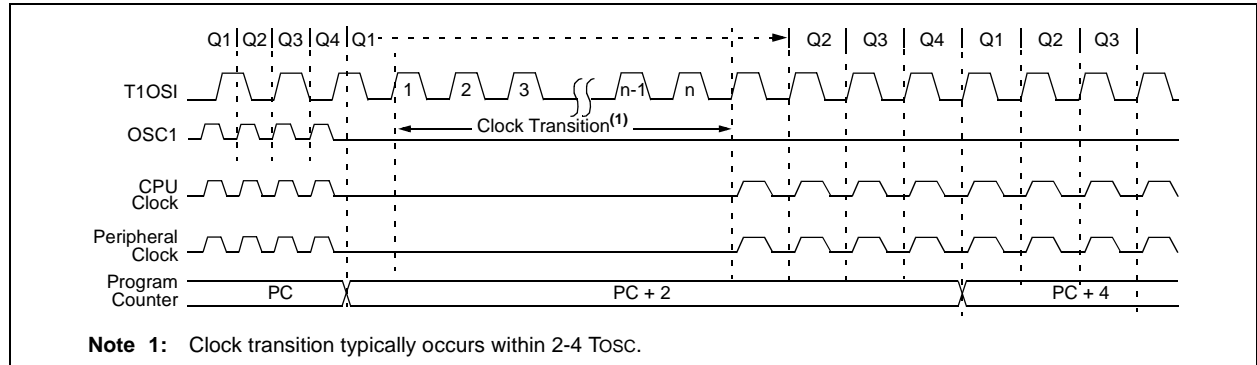 Q1 Q2 Q3 Q4 Q1 Q2 Q3 Q4 Q1 Q2 Q3
T1OSI 1 2 3 n-1 n
OSC1 Clock Transition(1)
CPU
Clock
Peripheral
Clock
Program
Counter PC PC + 2 PC + 4
Note 1: Clock transition typically occurs within 2-4 TOSC.